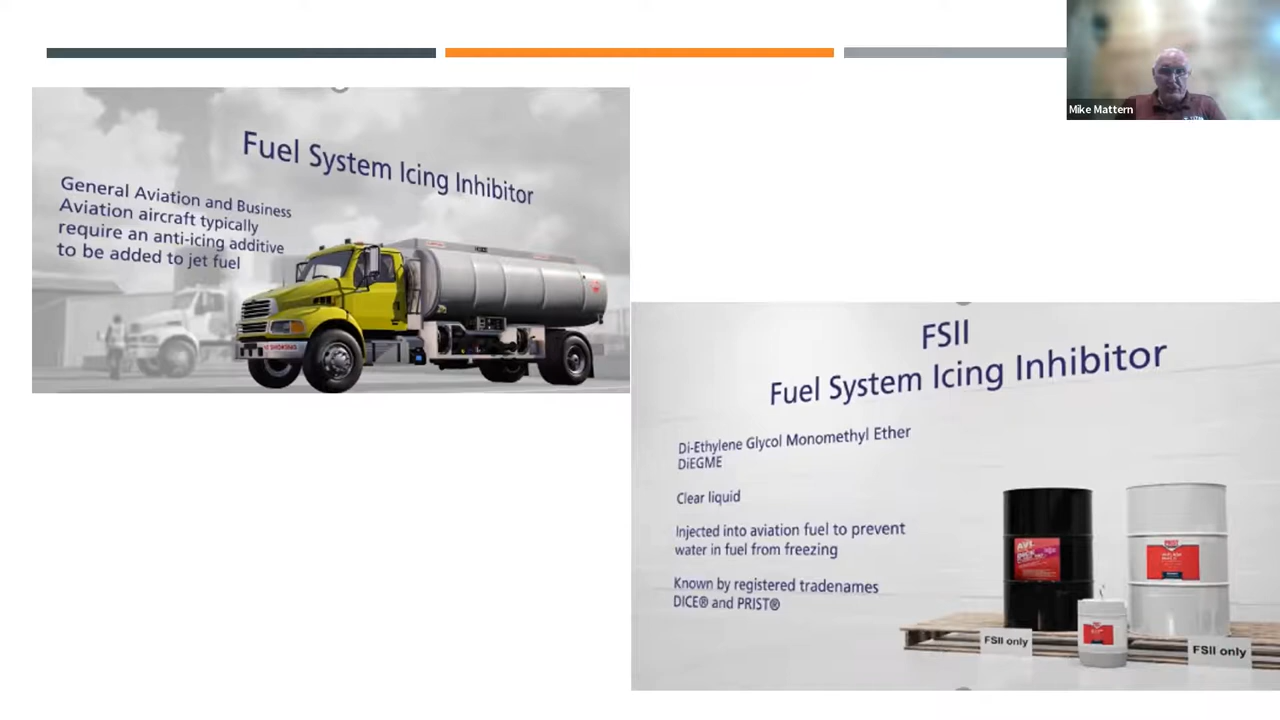 Mike Mattern
Fuel System Icing Inhibitor
General Aviation and Business
Aviation aircraft typically
require an anti-icing additive
to be added to jet fuel
FSII
Fuel System Icing Inhibitor
Di-Ethylene Glycol Monomethyl Ether
DiEGME
Clear liquid
Injected into aviation fuel to prevent
water in fuel from freezing
Known by registered tradenames
DICE® and PRIST®
PRIST
FSII only
FSII only